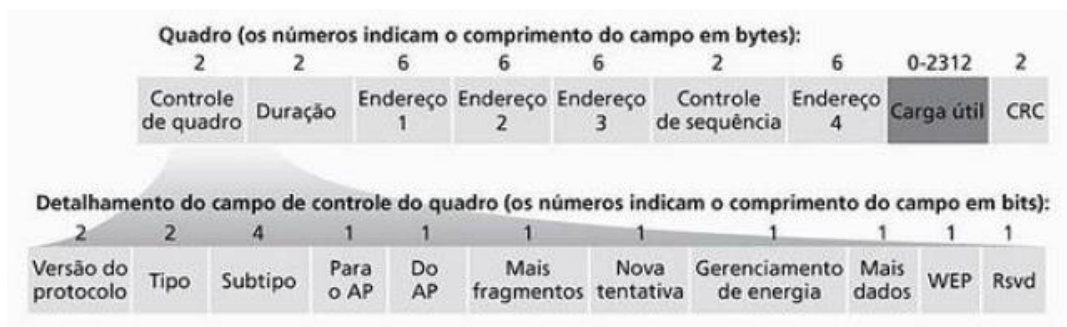 Quadro (os números indicam o comprimento do campo em bytes):
2 2 6 6 6 2 6 0-2312 2
Controle de quadro Duração Endereço 1 Endereço 2 Endereço 3 Controle de sequência Endereço 4 Carga útil CRC
Detalhamento do campo de controle do quadro (os números indicam o comprimento do campo em bits):
2 2 4 1 1 1 1 1 1 1 1
Versão do protocolo Tipo Subtipo Para o AP Do AP Mais fragmentos Nova tentativa Gerenciamento de energia Mais dados WEP Rsvd